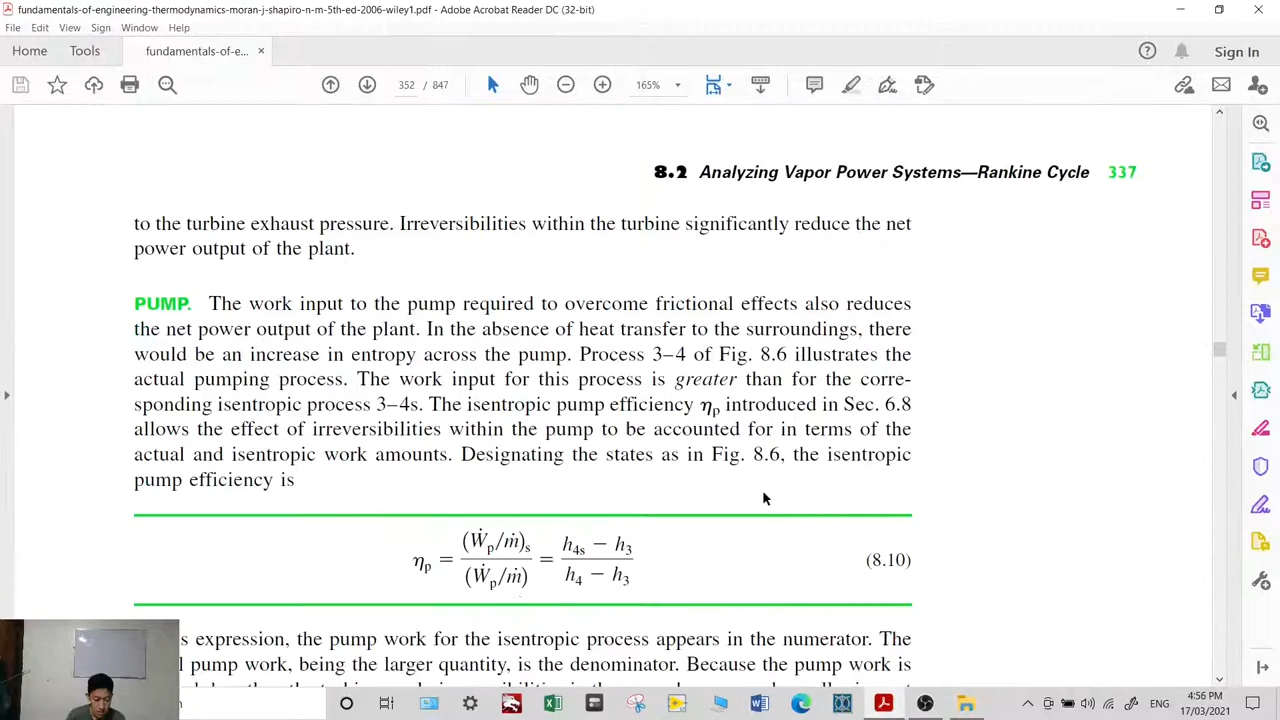 fundamentals-of-engineering-thermodynamics-moran-j-shapiro-n-m-5th-ed-2006-wiley1.pdf - Adobe Acrobat Reader DC (32-bit)
File Edit View Sign Window Help
Home Tools fundamentals-of-e... × Sign In
352 / 847 165%
8.2 Analyzing Vapor Power Systems—Rankine Cycle 337
to the turbine exhaust pressure. Irreversibilities within the turbine significantly reduce the net
power output of the plant.
PUMP. The work input to the pump required to overcome frictional effects also reduces
the net power output of the plant. In the absence of heat transfer to the surroundings, there
would be an increase in entropy across the pump. Process 3–4 of Fig. 8.6 illustrates the
actual pumping process. The work input for this process is greater than for the corre-
sponding isentropic process 3–4s. The isentropic pump efficiency ηp introduced in Sec. 6.8
allows the effect of irreversibilities within the pump to be accounted for in terms of the
actual and isentropic work amounts. Designating the states as in Fig. 8.6, the isentropic
pump efficiency is
ηp = (Ẇp/ṁ)s / (Ẇp/ṁ) = h4s − h3 / h4 − h3 (8.10)
s expression, the pump work for the isentropic process appears in the numerator. The
l pump work, being the larger quantity, is the denominator. Because the pump work is
ENG 4:56 PM
17/03/2021